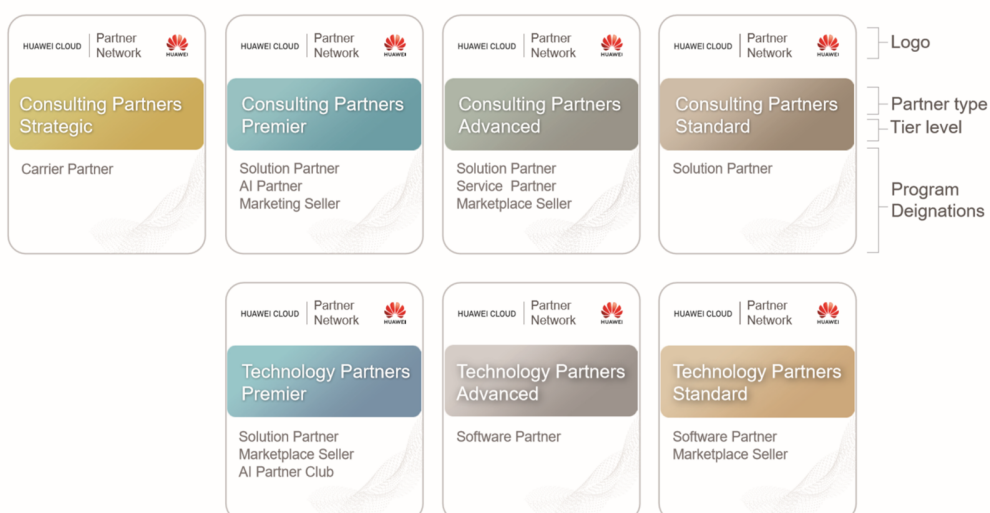 HUAWEI CLOUD
Partner
Network
HUAWEI
Consulting Partners
Strategic
Carrier Partner
HUAWEI CLOUD
Partner
Network
HUAWEI
Consulting Partners
Premier
Solution Partner
AI Partner
Marketing Seller
HUAWEI CLOUD
Partner
Network
HUAWEI
Consulting Partners
Advanced
Solution Partner
Service Partner
Marketplace Seller
HUAWEI CLOUD
Partner
Network
HUAWEI
Consulting Partners
Standard
Solution Partner
Logo
Partner type
Tier level
Program
Deignations
HUAWEI CLOUD
Partner
Network
HUAWEI
Technology Partners
Premier
Solution Partner
Marketplace Seller
AI Partner Club
HUAWEI CLOUD
Partner
Network
HUAWEI
Technology Partners
Advanced
Software Partner
HUAWEI CLOUD
Partner
Network
HUAWEI
Technology Partners
Standard
Software Partner
Marketplace Seller